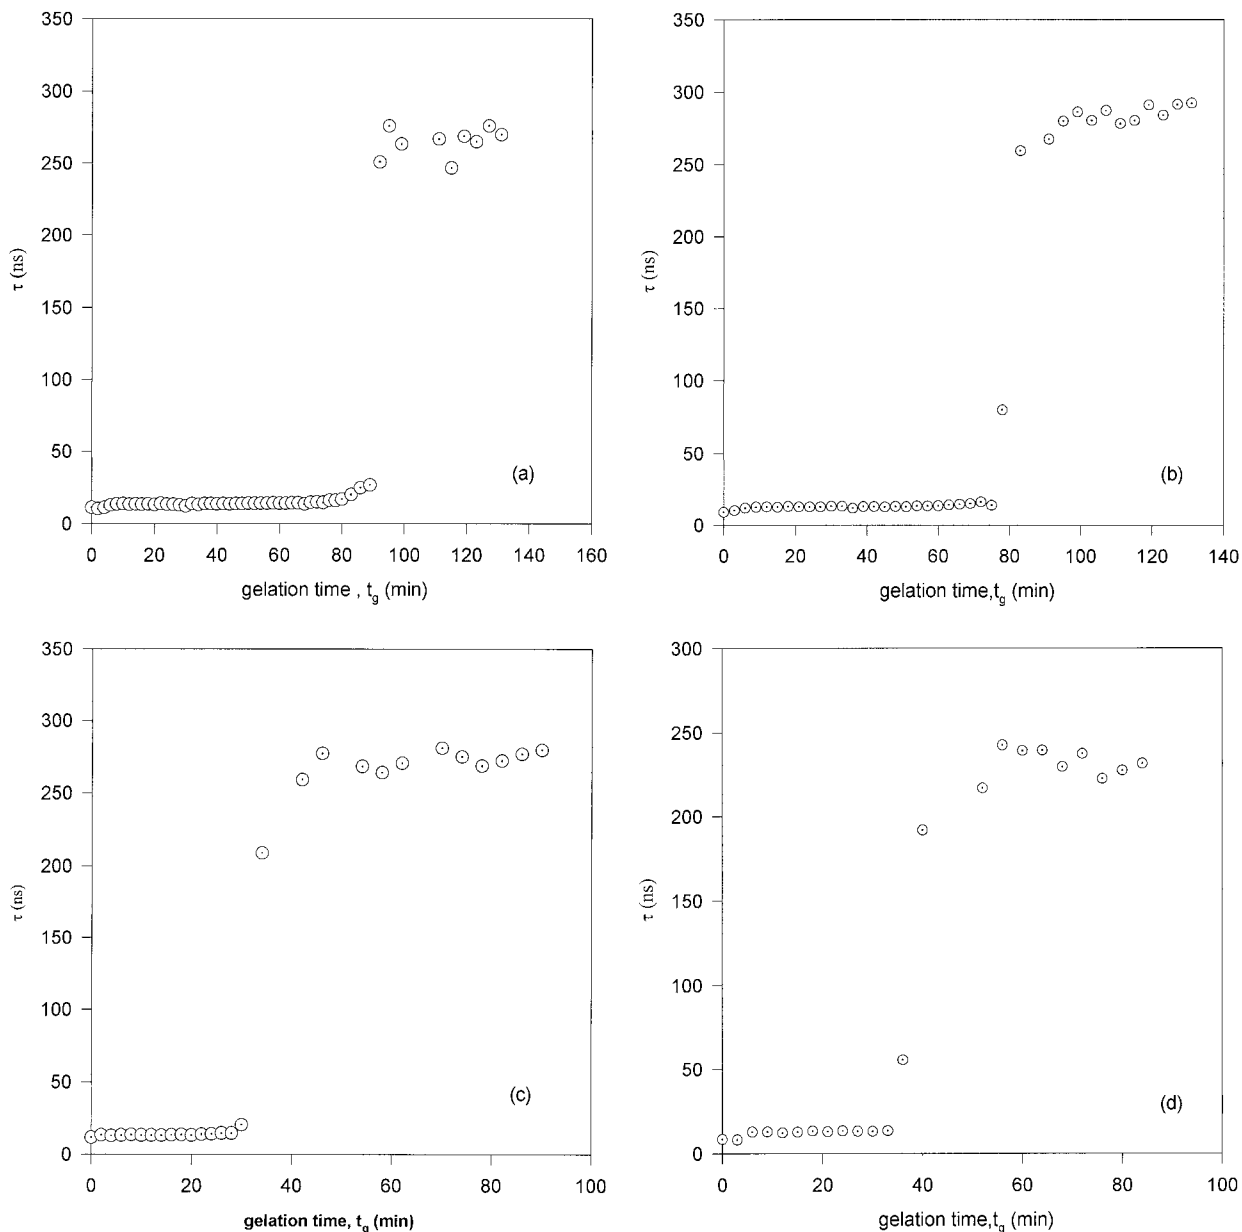 350
300
250
200
150
100
50
0
τ (ns)
(a)
0 20 40 60 80 100 120 140 160
gelation time , t_g (min)
350
300
250
200
150
100
50
0
τ (ns)
(b)
0 20 40 60 80 100 120 140
gelation time,t_g (min)
350
300
250
200
150
100
50
0
τ (ns)
(c)
0 20 40 60 80 100
gelation time, t_g (min)
300
250
200
150
100
50
0
τ (ns)
(d)
0 20 40 60 80 100
gelation time,t_g (min)